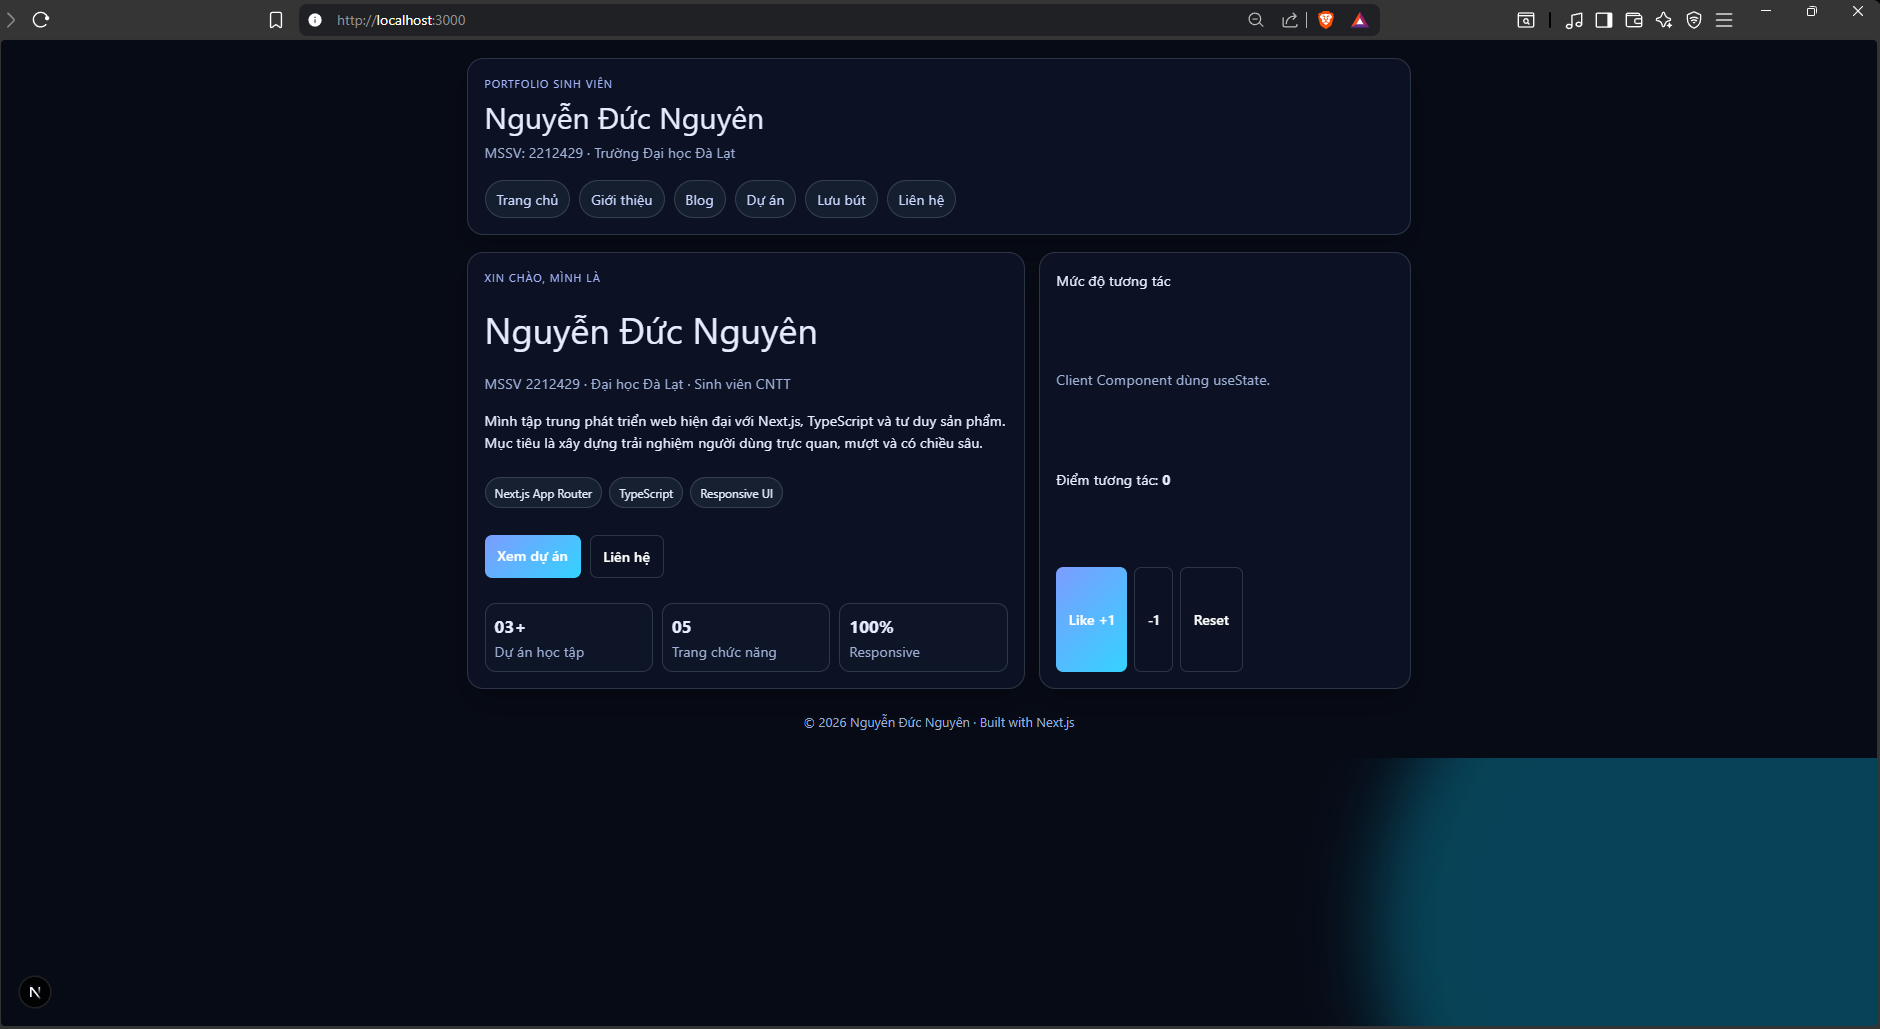 http://localhost:3000
PORTFOLIO SINH VIÊN
Nguyễn Đức Nguyên
MSSV: 2212429 · Trường Đại học Đà Lạt
Trang chủ
Giới thiệu
Blog
Dự án
Lưu bút
Liên hệ
XIN CHÀO, MÌNH LÀ
Nguyễn Đức Nguyên
MSSV 2212429 · Đại học Đà Lạt · Sinh viên CNTT
Mình tập trung phát triển web hiện đại với Next.js, TypeScript và tư duy sản phẩm.
Mục tiêu là xây dựng trải nghiệm người dùng trực quan, mượt và có chiều sâu.
Next.js App Router
TypeScript
Responsive UI
Xem dự án
Liên hệ
03+
Dự án học tập
05
Trang chức năng
100%
Responsive
Mức độ tương tác
Client Component dùng useState.
Điểm tương tác: 0
Like +1
-1
Reset
© 2026 Nguyễn Đức Nguyên · Built with Next.js
N